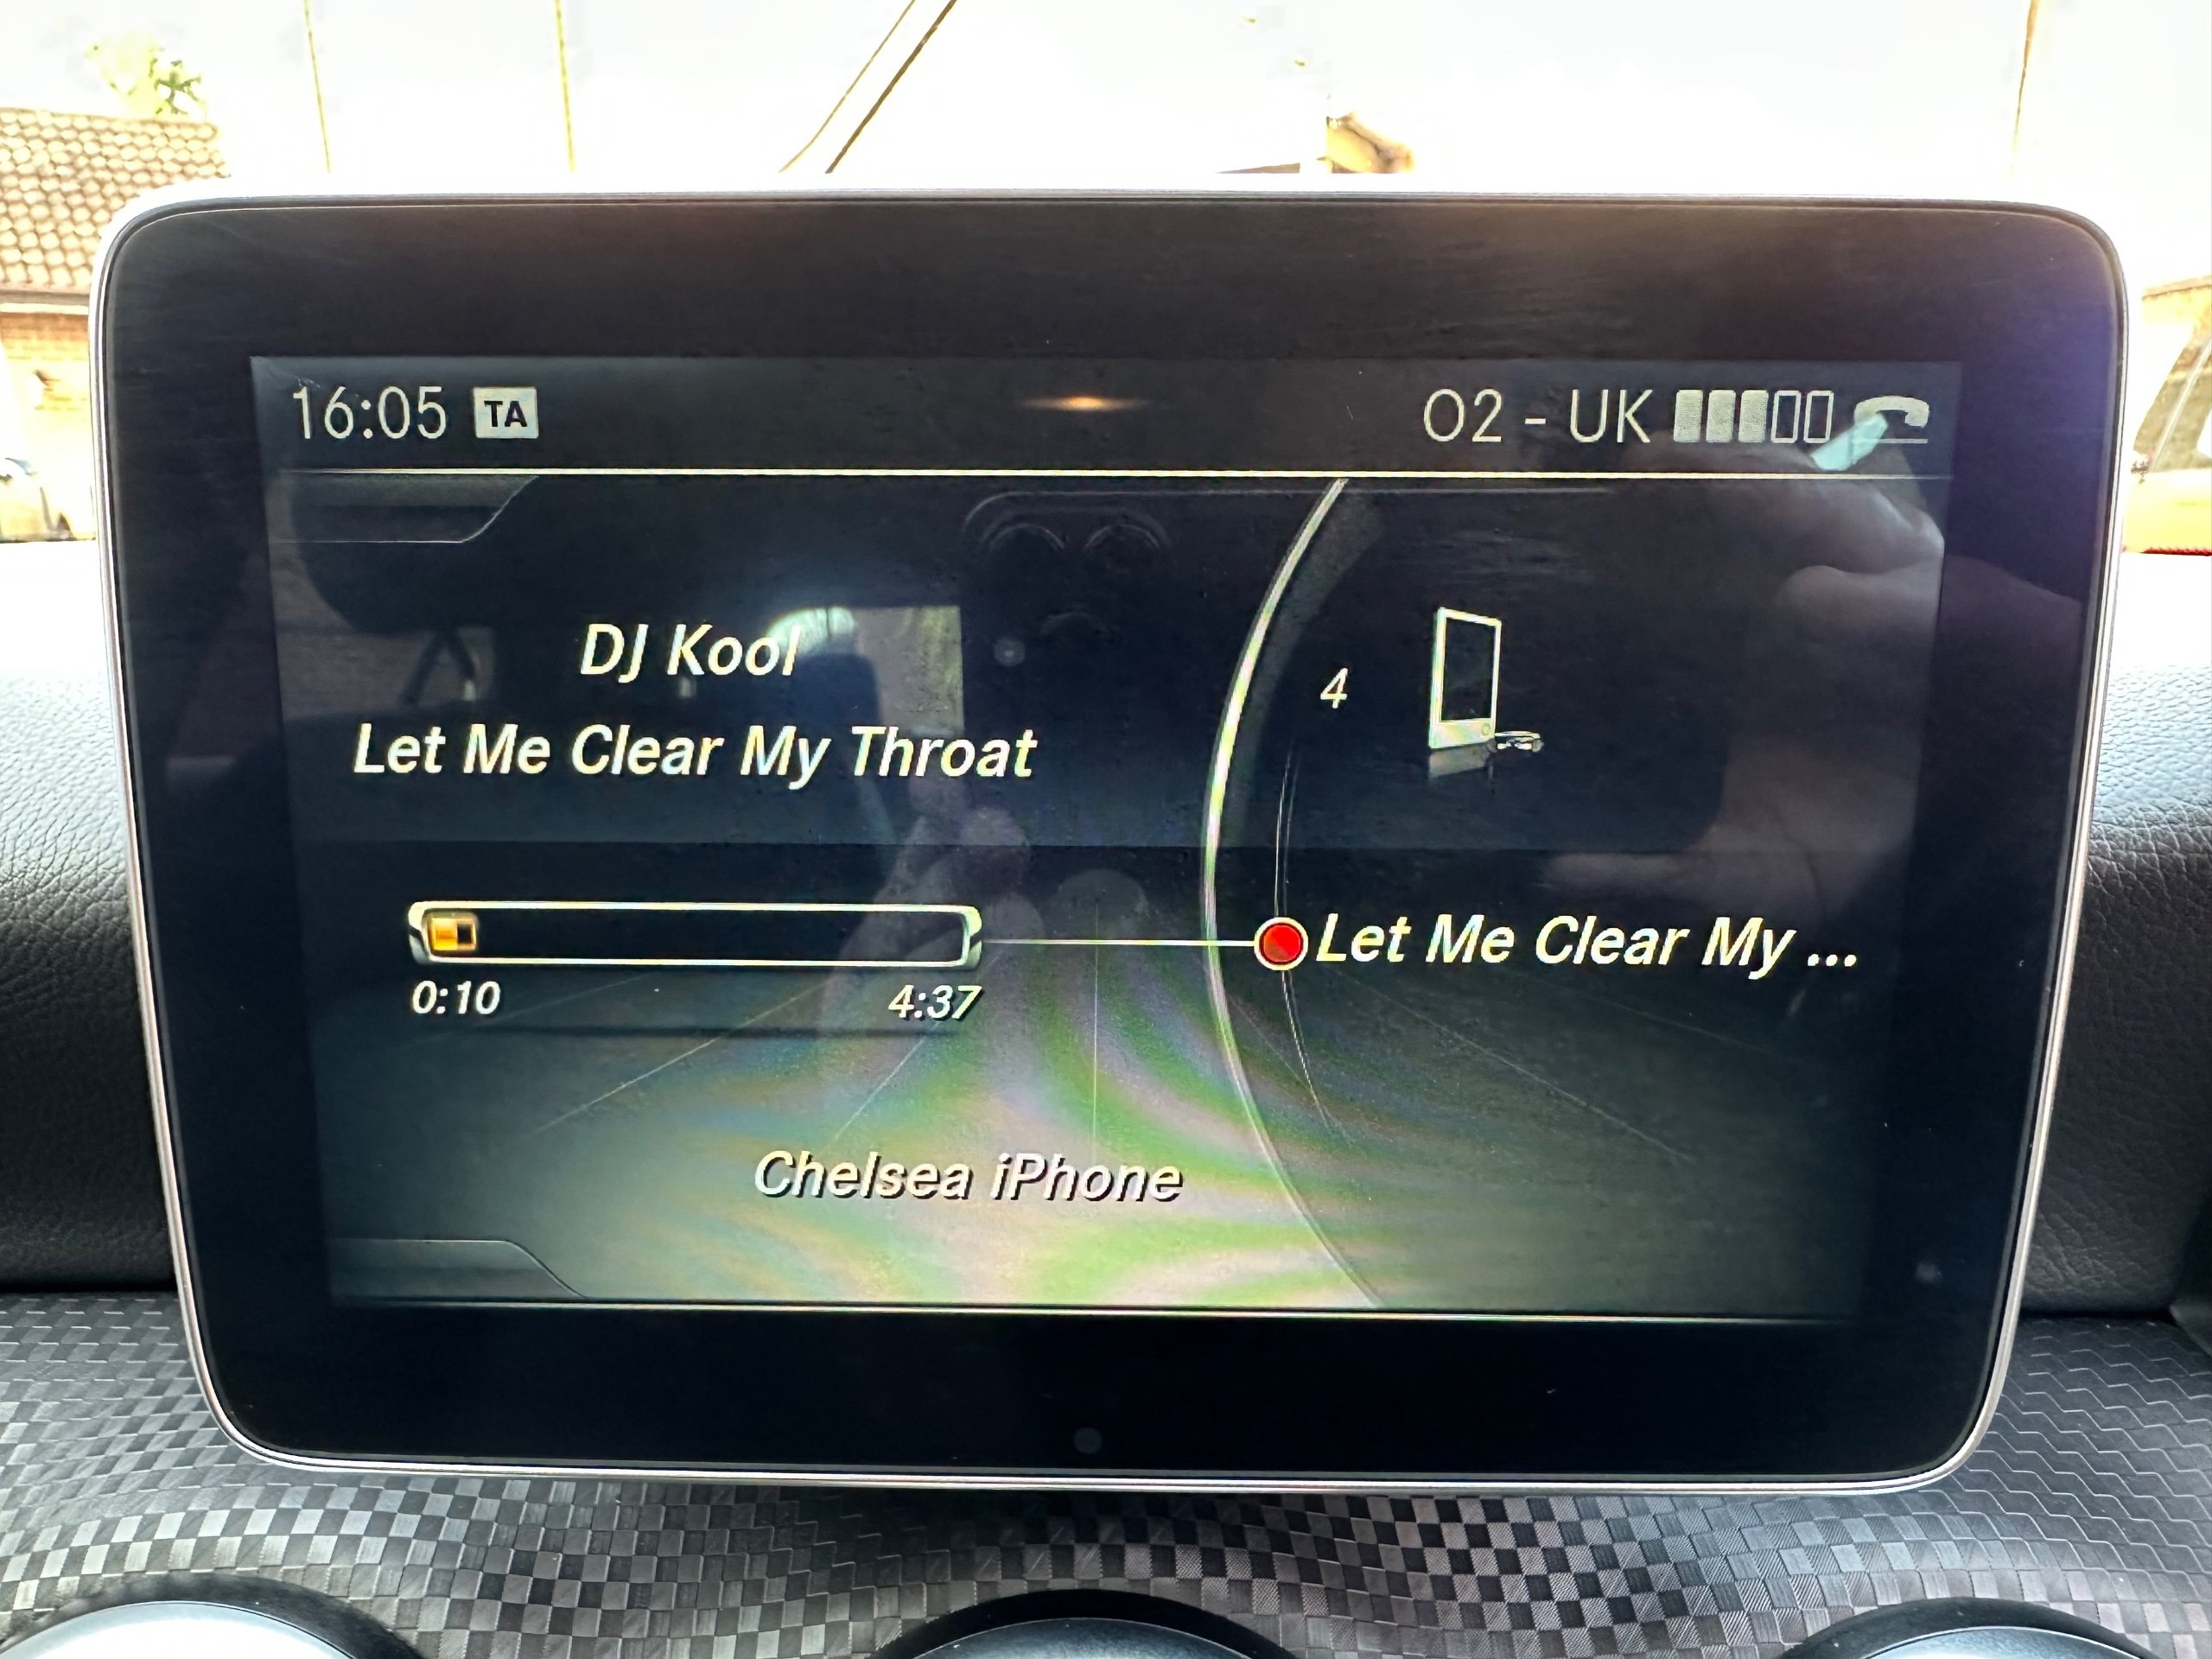 16:05 TA O2 - UK
DJ Kool
Let Me Clear My Throat
4
Let Me Clear My ...
0:10 4:37
Chelsea iPhone